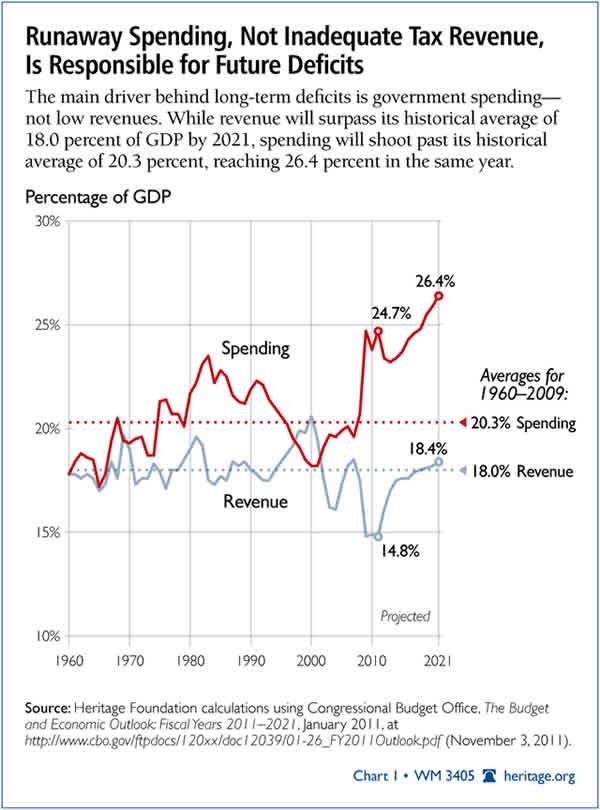 Runaway Spending, Not Inadequate Tax Revenue,
Is Responsible for Future Deficits
The main driver behind long-term deficits is government spending—
not low revenues. While revenue will surpass its historical average of
18.0 percent of GDP by 2021, spending will shoot past its historical
average of 20.3 percent, reaching 26.4 percent in the same year.
Percentage of GDP
30%
26.4%
24.7%
25%
Spending
Averages for
1960–2009:
20.3% Spending
20%
18.4%
18.0% Revenue
Revenue
15%
14.8%
Projected
10%
1960 1970 1980 1990 2000 2010 2021
Source: Heritage Foundation calculations using Congressional Budget Office, The Budget
and Economic Outlook: Fiscal Years 2011–2021, January 2011, at
http://www.cbo.gov/ftpdocs/120xx/doc12039/01-26_FY2011Outlook.pdf (November 3, 2011).
Chart 1 • WM 3405 heritage.org